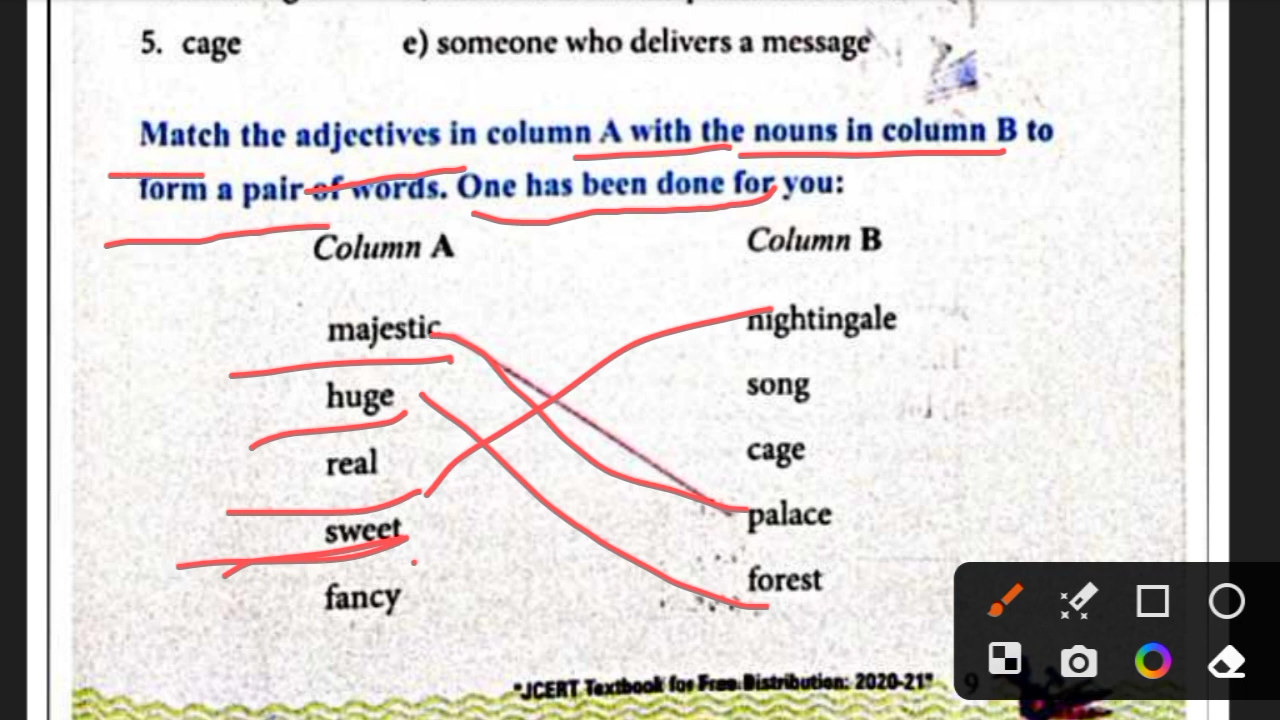 5. cage e) someone who delivers a message
Match the adjectives in column A with the nouns in column B to
form a pair of words. One has been done for you:
Column A Column B
majestic nightingale
huge song
real cage
sweet palace
fancy forest
"JCERT Textbook for Free Distribution: 2020-21" 9